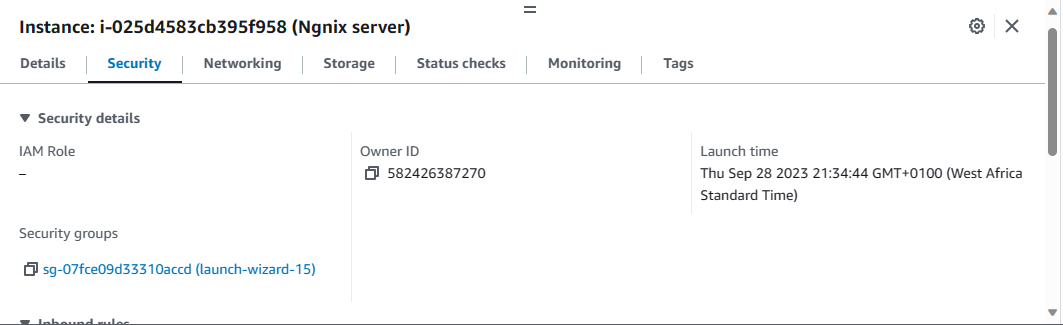 Instance: i-025d4583cb395f958 (Ngnix server)
Details Security Networking Storage Status checks Monitoring Tags
Security details
IAM Role
–
Owner ID
582426387270
Launch time
Thu Sep 28 2023 21:34:44 GMT+0100 (West Africa
Standard Time)
Security groups
sg-07fce09d33310accd (launch-wizard-15)
Inbound rules